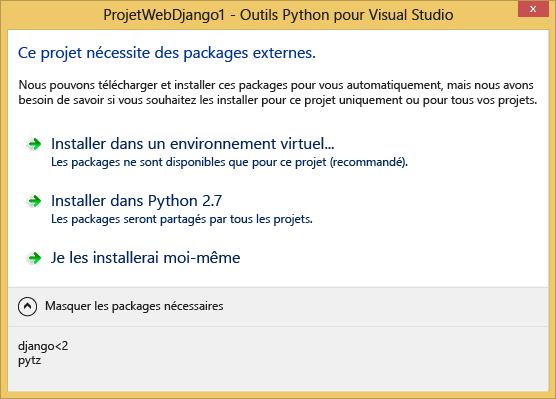 ProjetWebDjango1 - Outils Python pour Visual Studio
x
Ce projet nécessite des packages externes.
Nous pouvons télécharger et installer ces packages pour vous automatiquement, mais nous avons
besoin de savoir si vous souhaitez les installer pour ce projet uniquement ou pour tous vos projets.
Installer dans un environnement virtuel...
Les packages ne sont disponibles que pour ce projet (recommandé).
Installer dans Python 2.7
Les packages seront partagés par tous les projets.
Je les installerai moi-même
Masquer les packages nécessaires
django<2
pytz